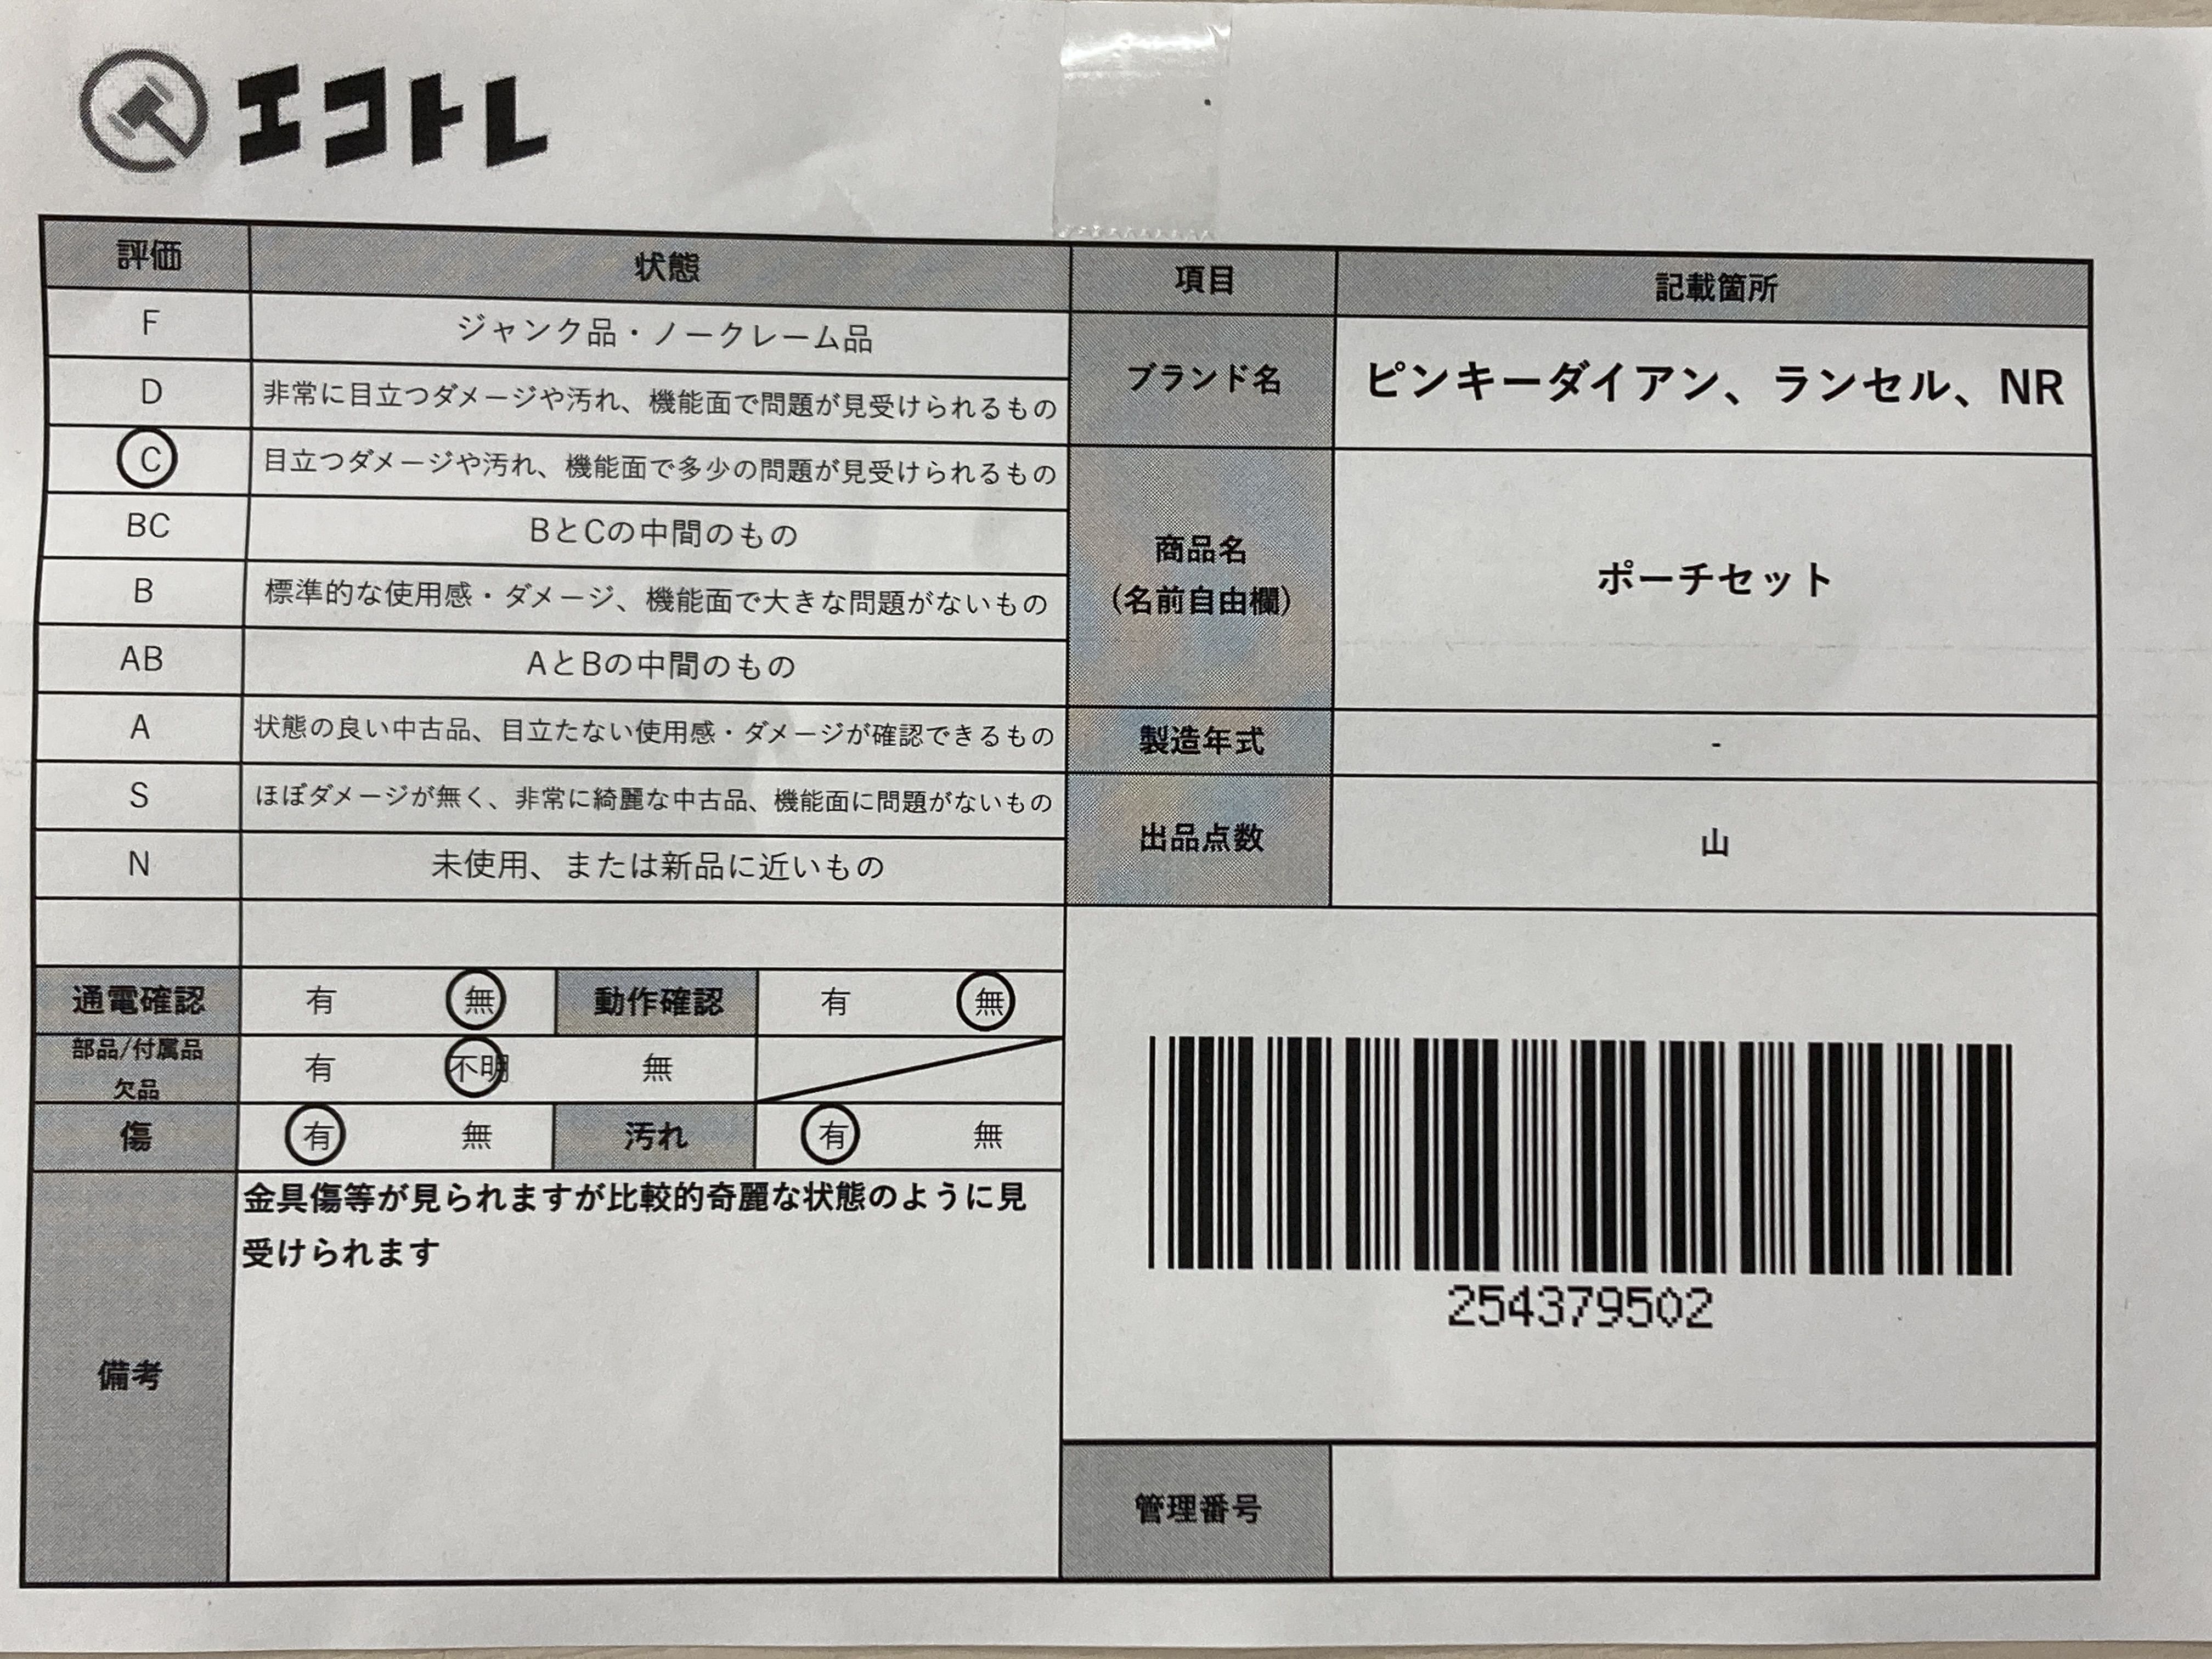 エコトレ
評価 状態
F ジャンク品・ノークレーム品
D 非常に目立つダメージや汚れ、機能面で問題が見受けられるもの
C 目立つダメージや汚れ、機能面で多少の問題が見受けられるもの
BC BとCの中間のもの
B 標準的な使用感・ダメージ、機能面で大きな問題がないもの
AB AとBの中間のもの
A 状態の良い中古品、目立たない使用感・ダメージが確認できるもの
S ほぼダメージが無く、非常に綺麗な中古品、機能面に問題がないもの
N 未使用、または新品に近いもの
通電確認 有 無 動作確認 有 無
部品/付属品
欠品 有 不明 無
傷 有 無 汚れ 有 無
備考
金具傷等が見られますが比較的奇麗な状態のように見
受けられます
項目 記載箇所
ブランド名 ピンキーダイアン、ランセル、NR
商品名
(名前自由欄)
ポーチセット
製造年式 -
出品点数 山
254379502
管理番号